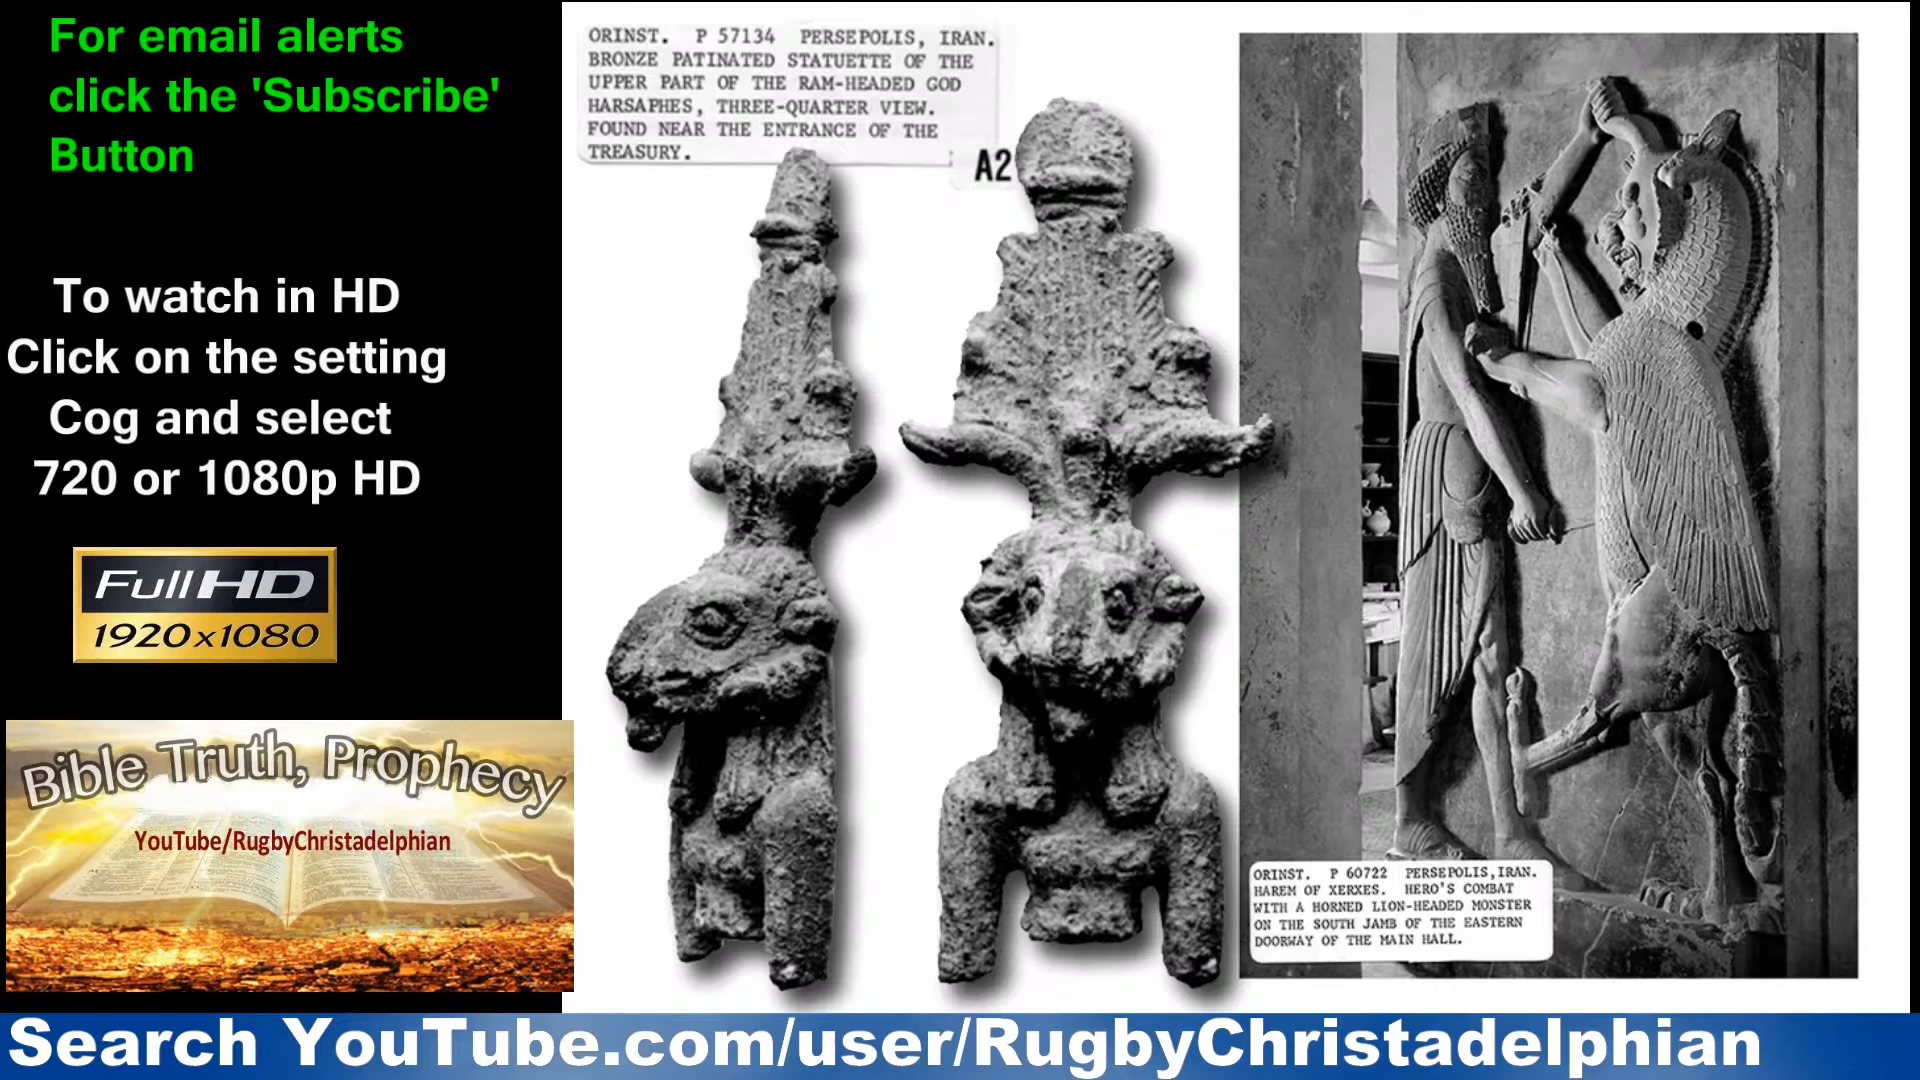 For email alerts
click the 'Subscribe'
Button
To watch in HD
Click on the setting
Cog and select
720 or 1080p HD
Full HD
1920x1080
Bible Truth, Prophecy
YouTube/RugbyChristadelphian
ORINST. P 57134 PERSEPOLIS, IRAN.
BRONZE PATINATED STATUETTE OF THE
UPPER PART OF THE RAM-HEADED GOD
HARSAPHES, THREE-QUARTER VIEW.
FOUND NEAR THE ENTRANCE OF THE
TREASURY.
A2
ORINST. P 60722 PERSEPOLIS, IRAN.
HAREM OF XERXES. HERO'S COMBAT
WITH A HORNED LION-HEADED MONSTER
ON THE SOUTH JAMB OF THE EASTERN
DOORWAY OF THE MAIN HALL.
Search YouTube.com/user/RugbyChristadelphian